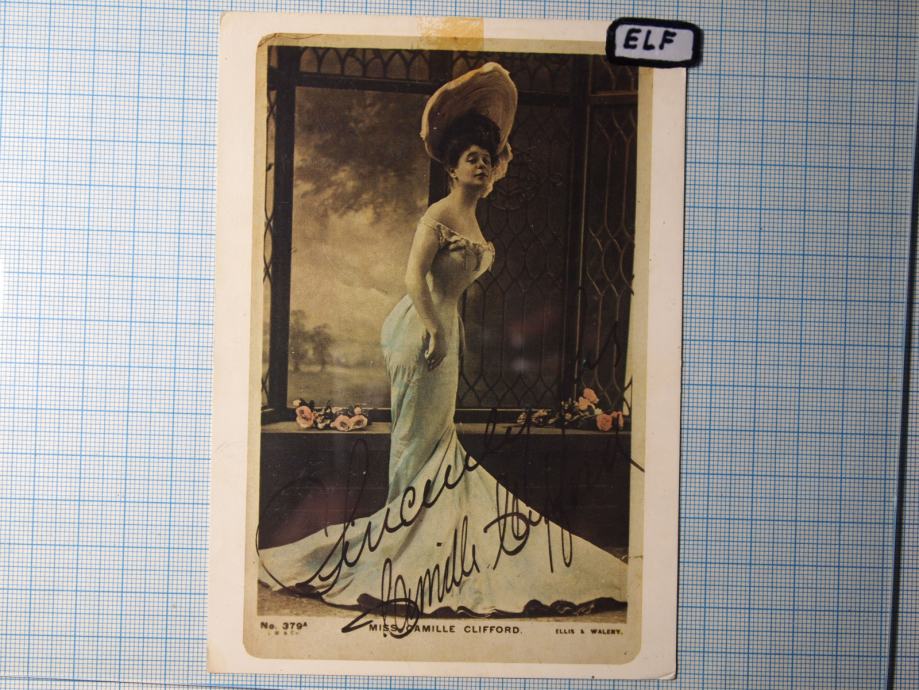 ELF
Sincerely
Camille Clifford
No. 379A
MISS CAMILLE CLIFFORD.
ELLIS & WALERY.